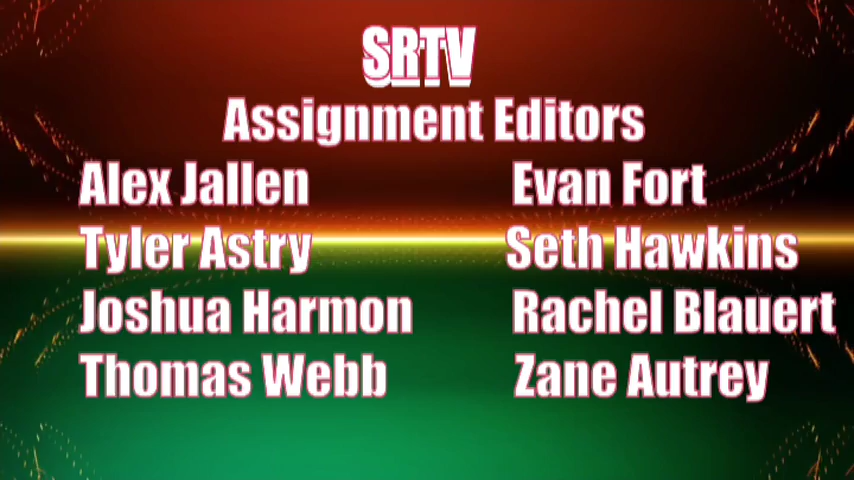 SRTV
Assignment Editors
Alex Jallen Evan Fort
Tyler Astry Seth Hawkins
Joshua Harmon Rachel Blauert
Thomas Webb Zane Autrey